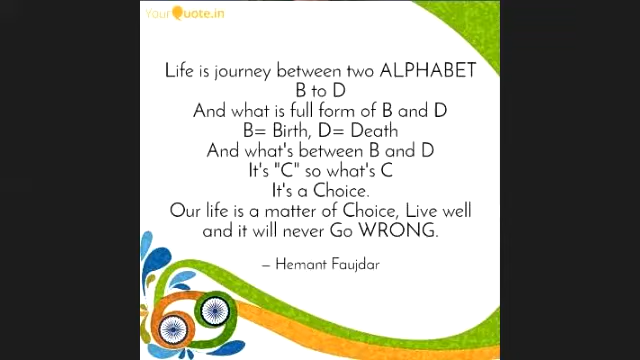 YourQuote.in
Life is journey between two ALPHABET
B to D
And what is full form of B and D
B= Birth, D= Death
And what's between B and D
It's "C" so what's C
It's a Choice.
Our life is a matter of Choice, Live well
and it will never Go WRONG.
– Hemant Faujdar
69